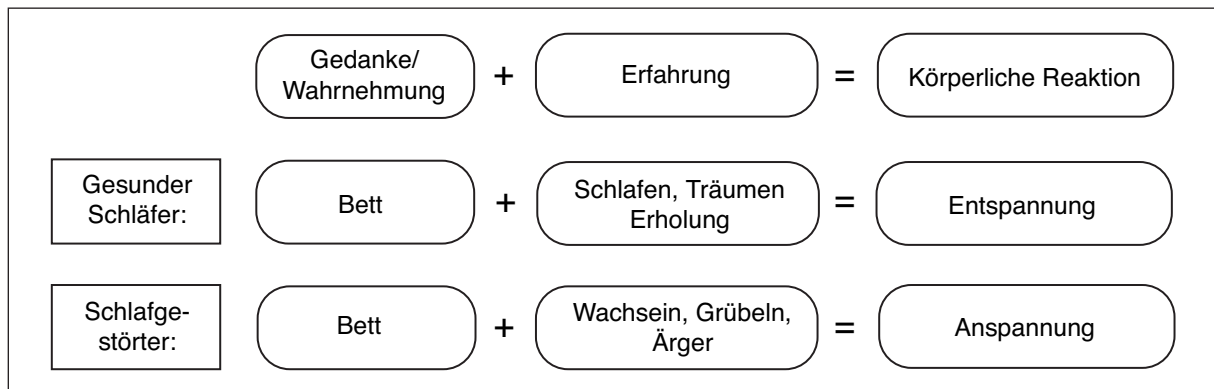 Gedanke/
Wahrnehmung + Erfahrung = Körperliche Reaktion
Gesunder
Schläfer:
Bett + Schlafen, Träumen
Erholung = Entspannung
Schlafge-
störter:
Bett + Wachsein, Grübeln,
Ärger = Anspannung